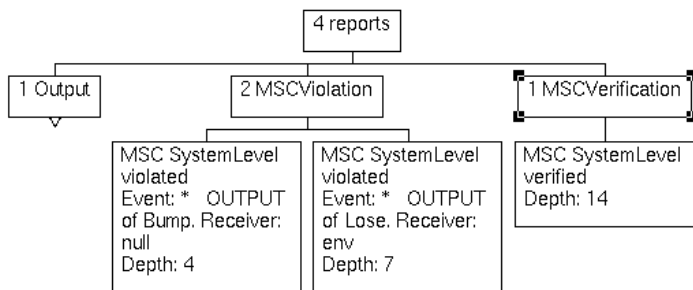 4 reports
1 Output
2 MSCViolation
1 MSCVerification
MSC SystemLevel
violated
Event: * OUTPUT
of Bump. Receiver:
null
Depth: 4
MSC SystemLevel
violated
Event: * OUTPUT
of Lose. Receiver:
env
Depth: 7
MSC SystemLevel
verified
Depth: 14